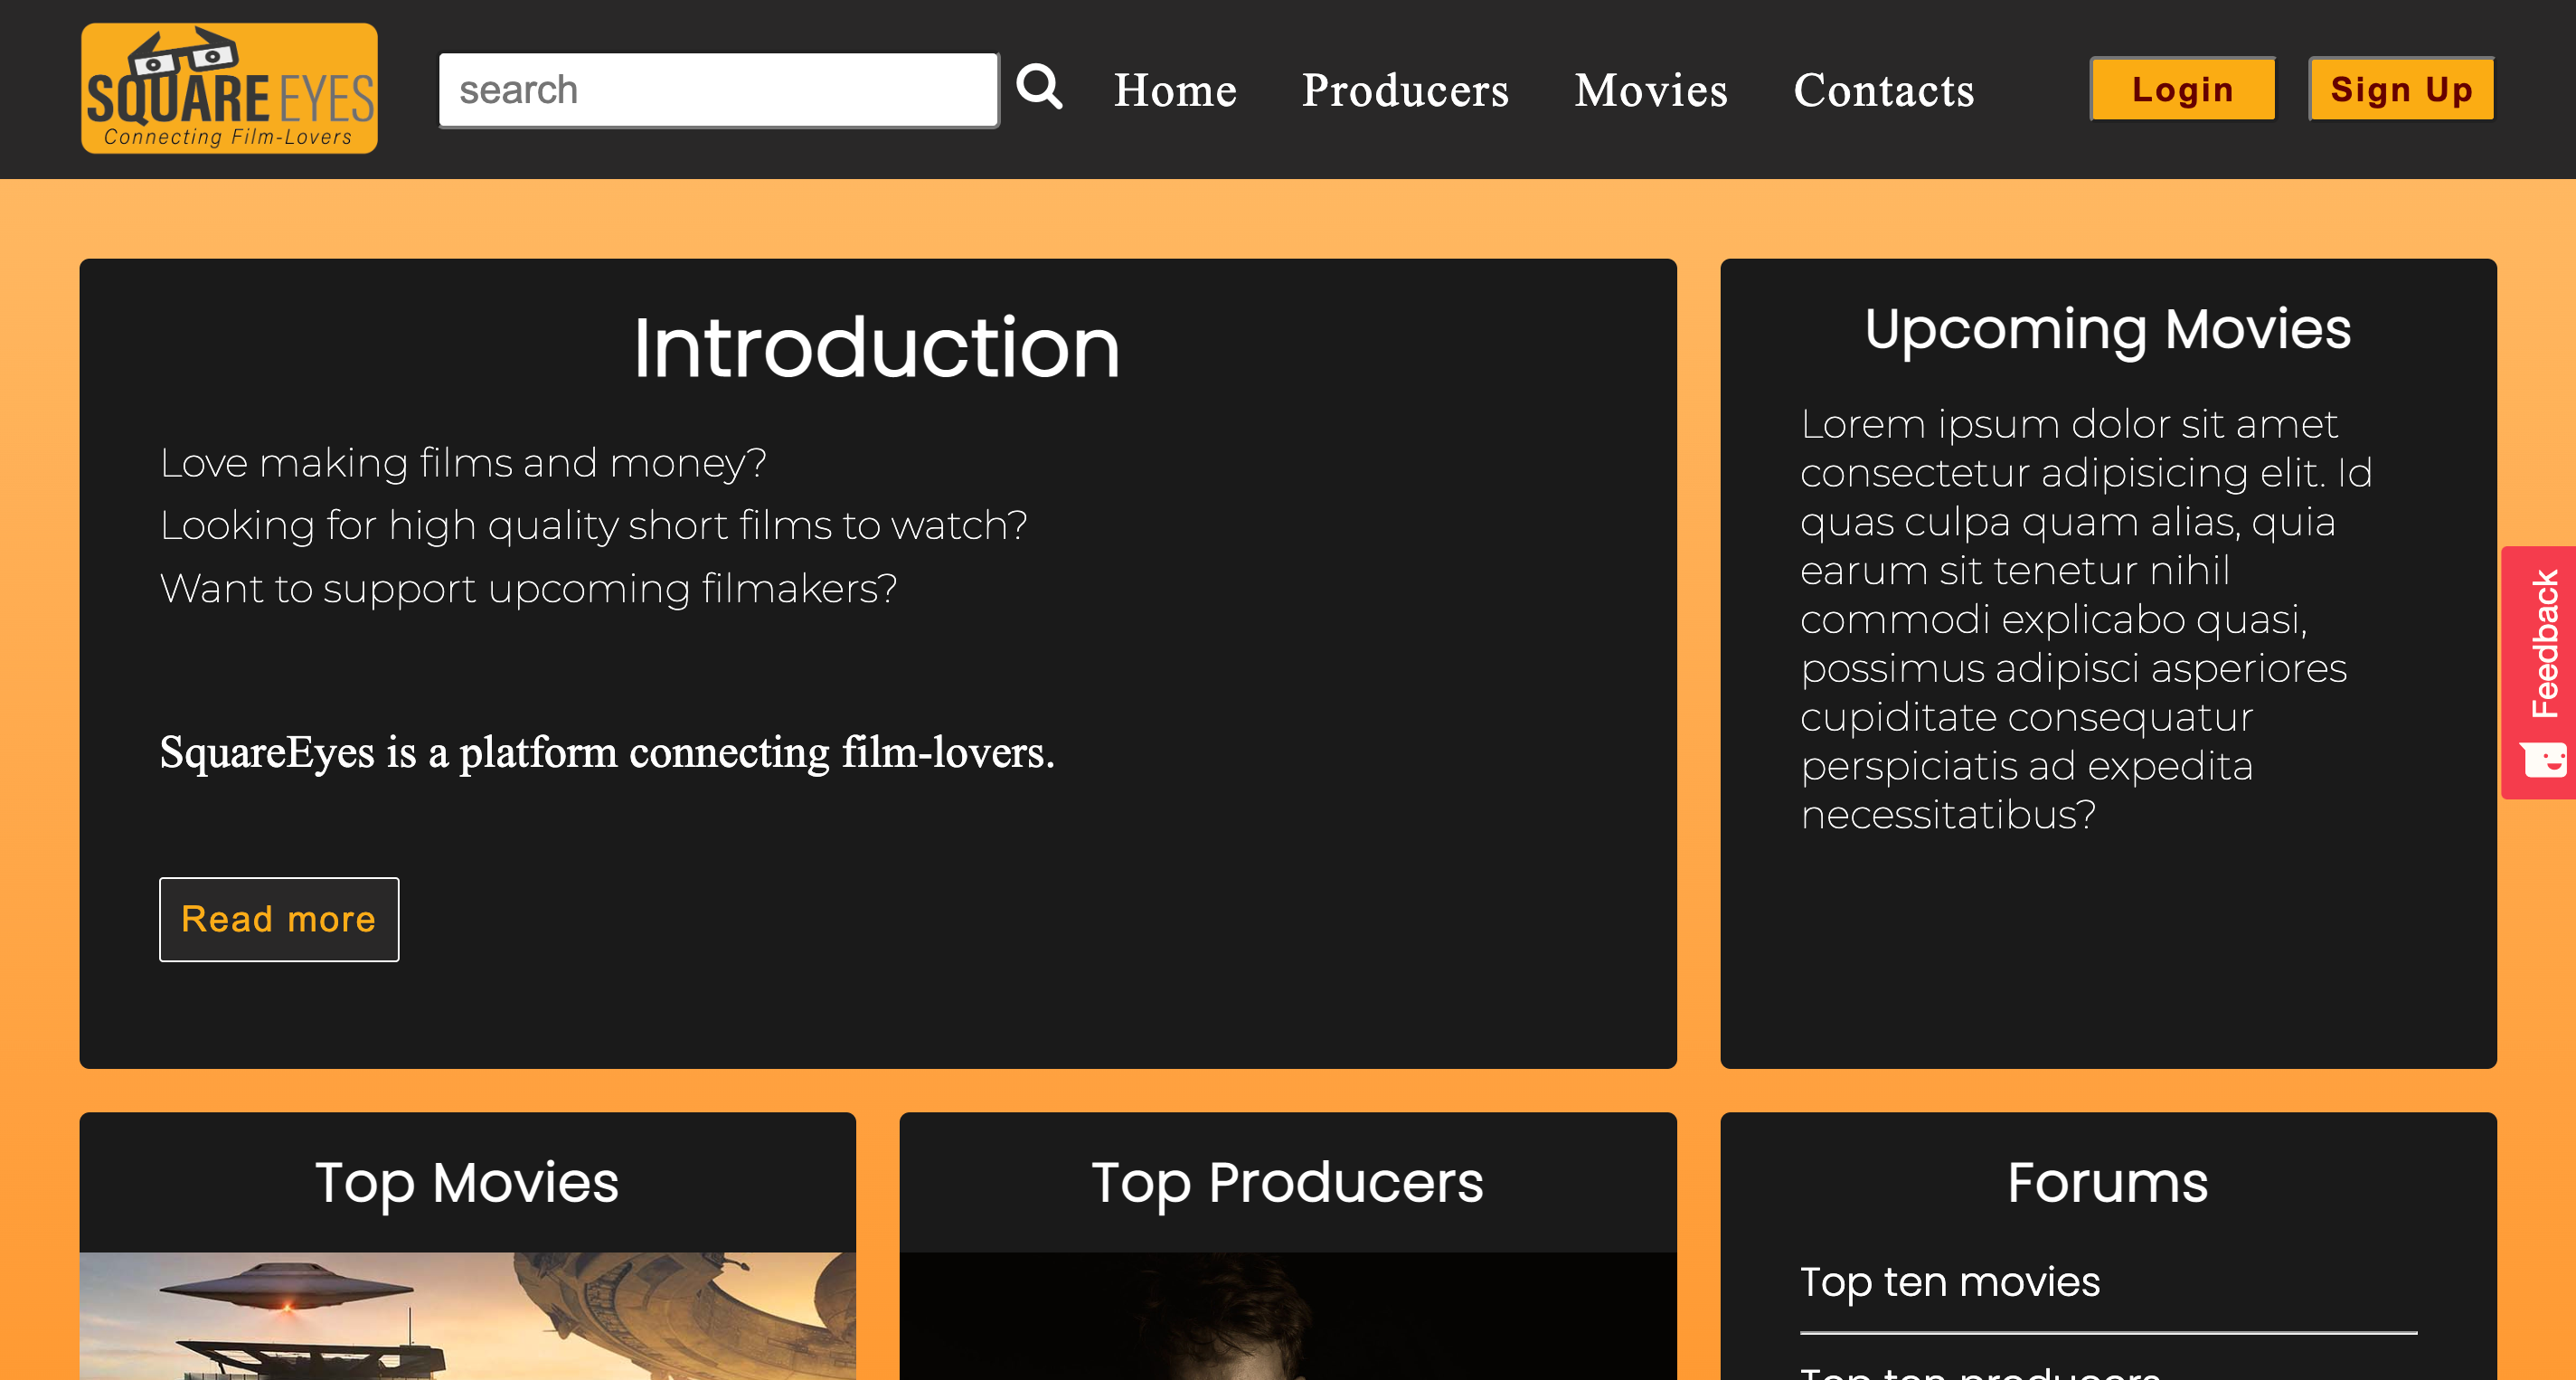 SQUARE EYES
Connecting Film-Lovers
search
Home
Producers
Movies
Contacts
Login
Sign Up
Introduction
Love making films and money?
Looking for high quality short films to watch?
Want to support upcoming filmakers?
SquareEyes is a platform connecting film-lovers.
Read more
Upcoming Movies
Lorem ipsum dolor sit amet
consectetur adipisicing elit. Id
quas culpa quam alias, quia
earum sit tenetur nihil
commodi explicabo quasi,
possimus adipisci asperiores
cupiditate consequatur
perspiciatis ad expedita
necessitatibus?
Feedback
Top Movies
Top Producers
Forums
Top ten movies
Top ten producers